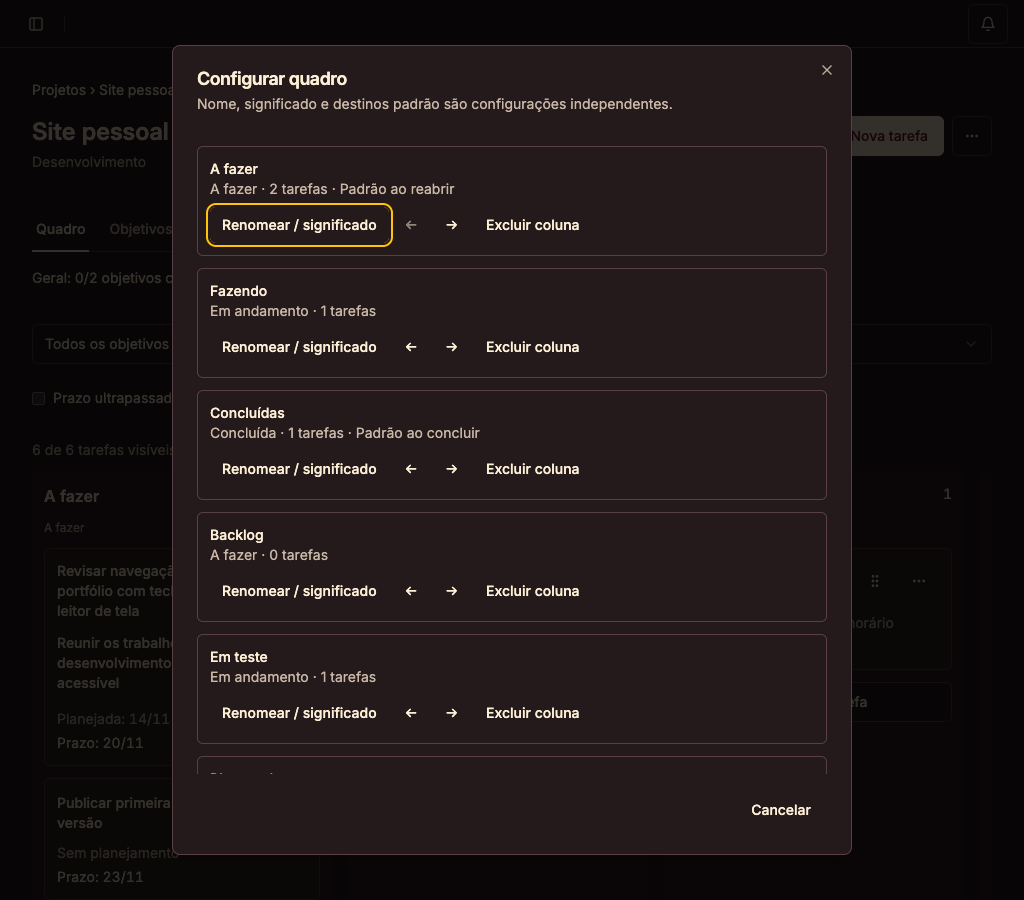 Projetos › Site pessoa
Site pessoal
Desenvolvimento
Nova tarefa
Quadro
Objetivos
Geral: 0/2 objetivos c
Todos os objetivos
Prazo ultrapassad
6 de 6 tarefas visíveis
A fazer
A fazer
Revisar navegaçã
portfólio com tec
leitor de tela
Reunir os trabalho
desenvolvimento
acessível
Planejada: 14/11
Prazo: 20/11
Publicar primeira
versão
Sem planejamento
Prazo: 23/11
1
horário
efa
Configurar quadro
Nome, significado e destinos padrão são configurações independentes.
A fazer
A fazer · 2 tarefas · Padrão ao reabrir
Renomear / significado ← → Excluir coluna
Fazendo
Em andamento · 1 tarefas
Renomear / significado ← → Excluir coluna
Concluídas
Concluída · 1 tarefas · Padrão ao concluir
Renomear / significado ← → Excluir coluna
Backlog
A fazer · 0 tarefas
Renomear / significado ← → Excluir coluna
Em teste
Em andamento · 1 tarefas
Renomear / significado ← → Excluir coluna
Cancelar